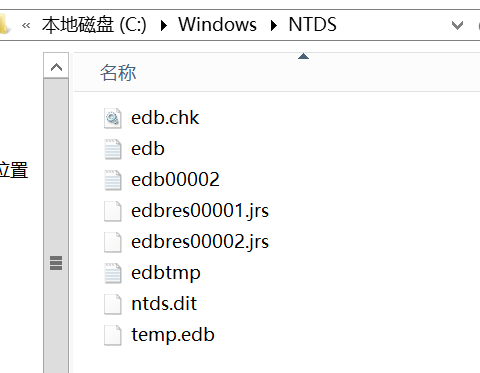 « 本地磁盘 (C:) Windows NTDS
名称
edb.chk
edb
位置
edb00002
edbres00001.jrs
edbres00002.jrs
edbtmp
ntds.dit
temp.edb